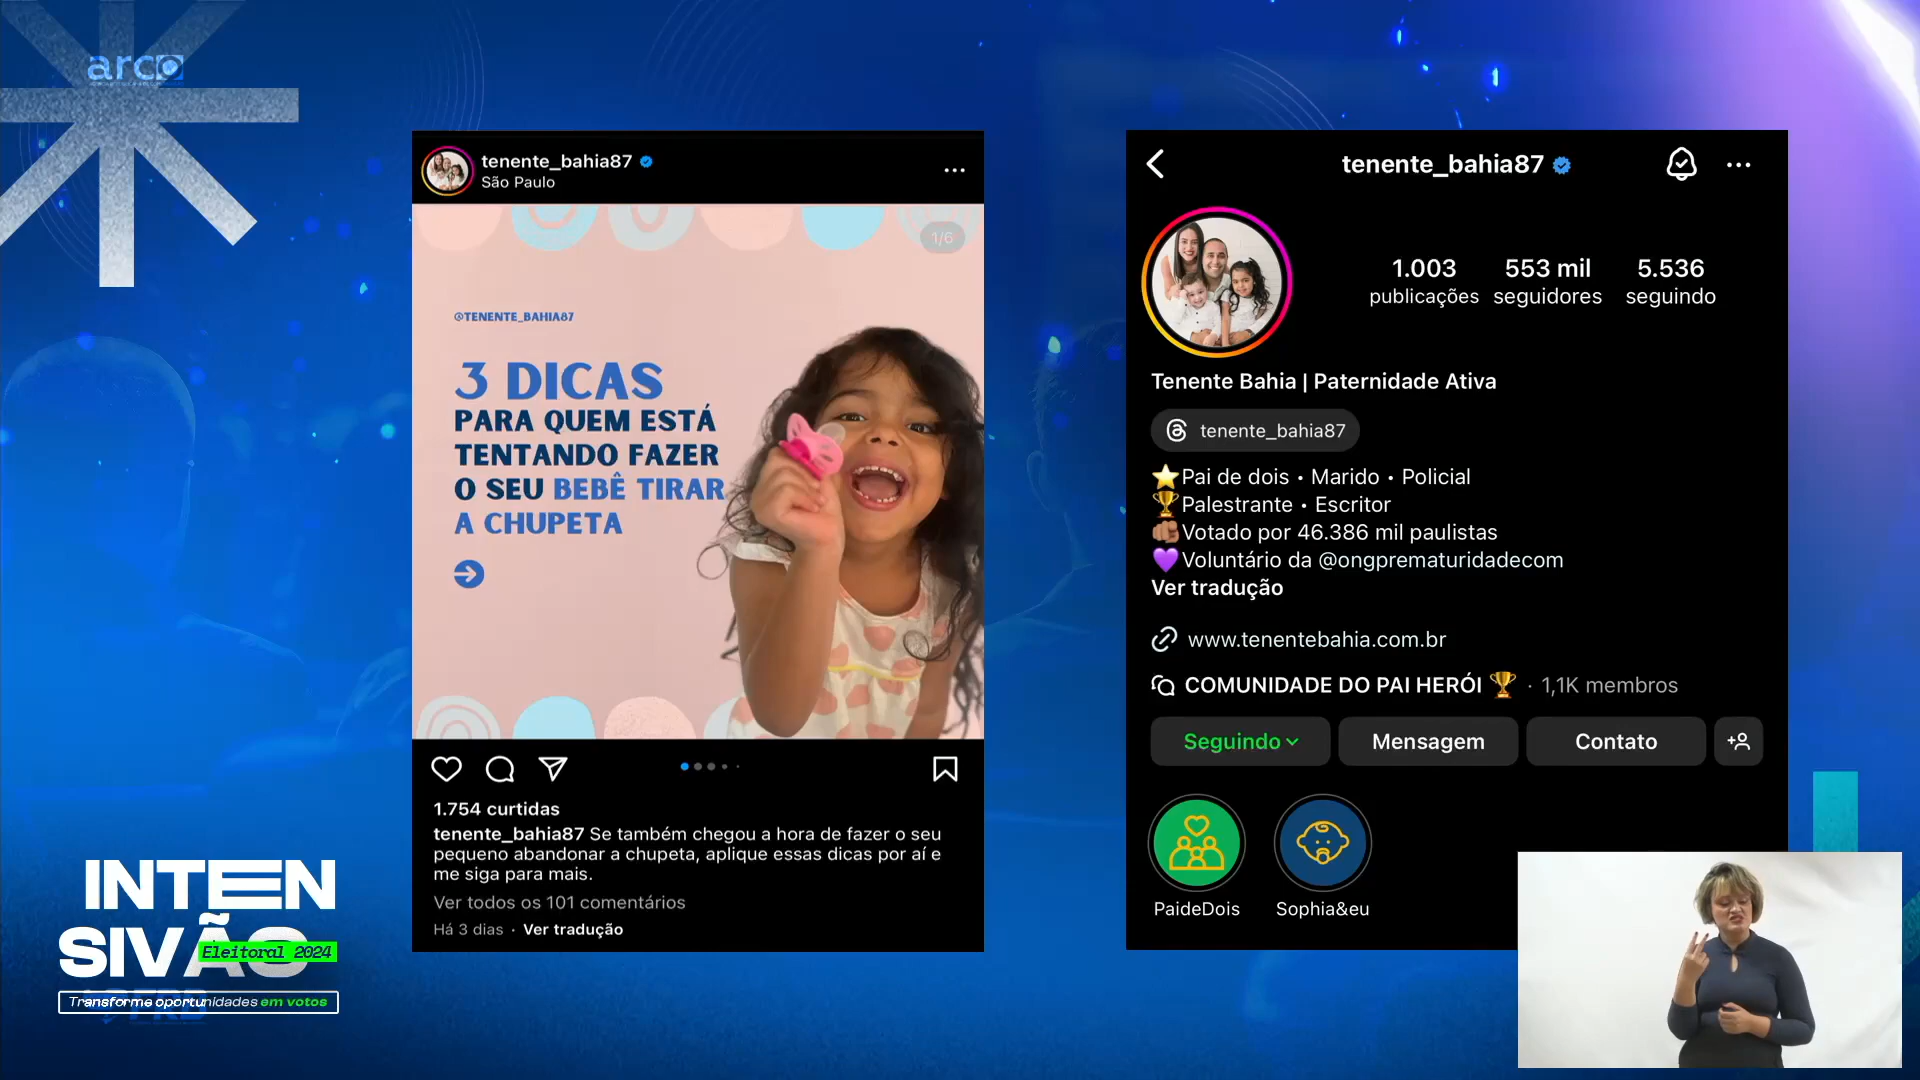 arco
tenente_bahia87
São Paulo
1/6
@TENENTE_BAHIA87
3 DICAS
PARA QUEM ESTÁ
TENTANDO FAZER
O SEU BEBÊ TIRAR
A CHUPETA
1.754 curtidas
tenente_bahia87 Se também chegou a hora de fazer o seu
pequeno abandonar a chupeta, aplique essas dicas por aí e
me siga para mais.
Ver todos os 101 comentários
Há 3 dias · Ver tradução
tenente_bahia87
1.003 553 mil 5.536
publicações seguidores seguindo
Tenente Bahia | Paternidade Ativa
tenente_bahia87
Pai de dois • Marido • Policial
Palestrante • Escritor
Votado por 46.386 mil paulistas
Voluntário da @ongprematuridadecom
Ver tradução
www.tenentebahia.com.br
COMUNIDADE DO PAI HERÓI 🏆 · 1,1K membros
Seguindo Mensagem Contato
PaideDois Sophia&eu
INTEN
SIVÃO
Eleitoral 2024
Transforme oportunidades em votos